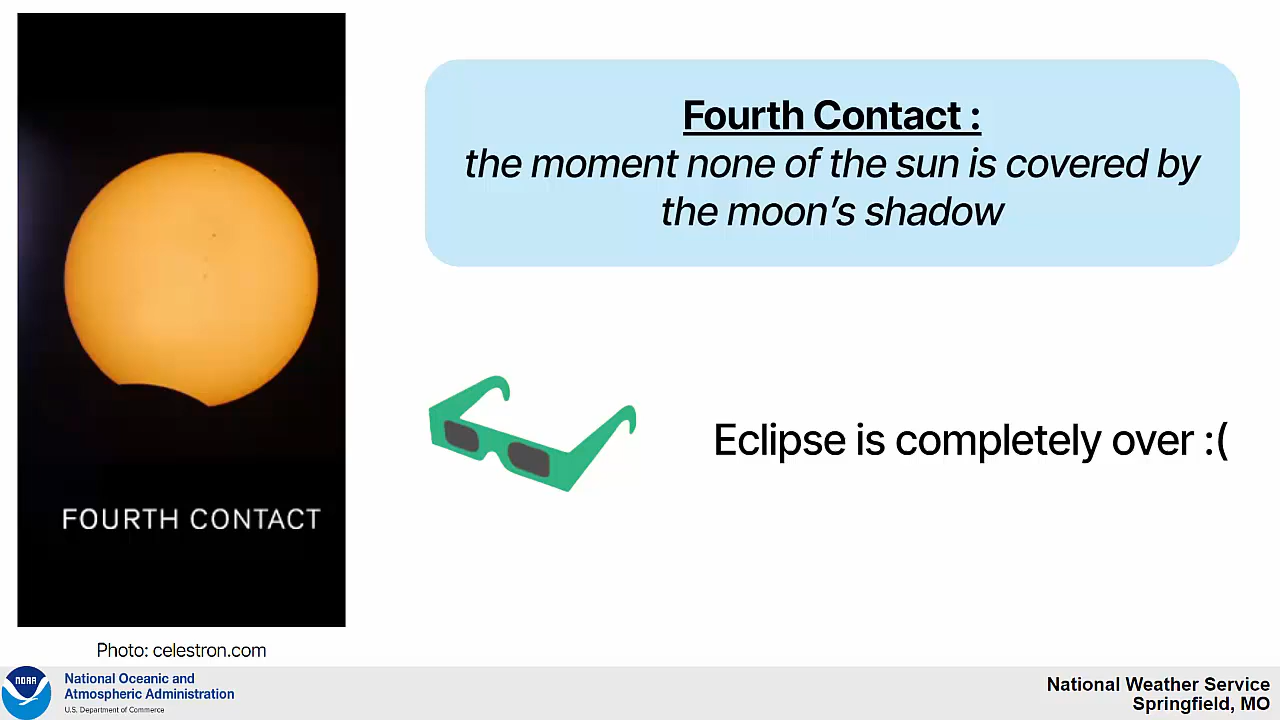 Fourth Contact :
the moment none of the sun is covered by
the moon’s shadow
Eclipse is completely over :(
FOURTH CONTACT
Photo: celestron.com
NOAA
National Oceanic and
Atmospheric Administration
U.S. Department of Commerce
National Weather Service
Springfield, MO